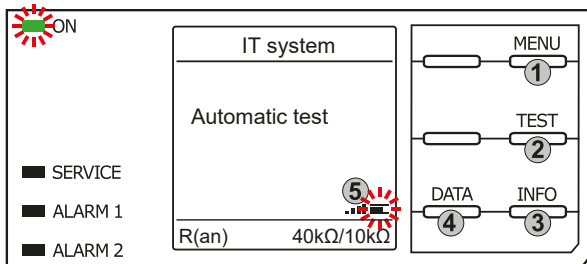 ON
IT system
Automatic test
5
R(an) 40kΩ/10kΩ
SERVICE
ALARM 1
ALARM 2
MENU
1
TEST
2
DATA INFO
4 3